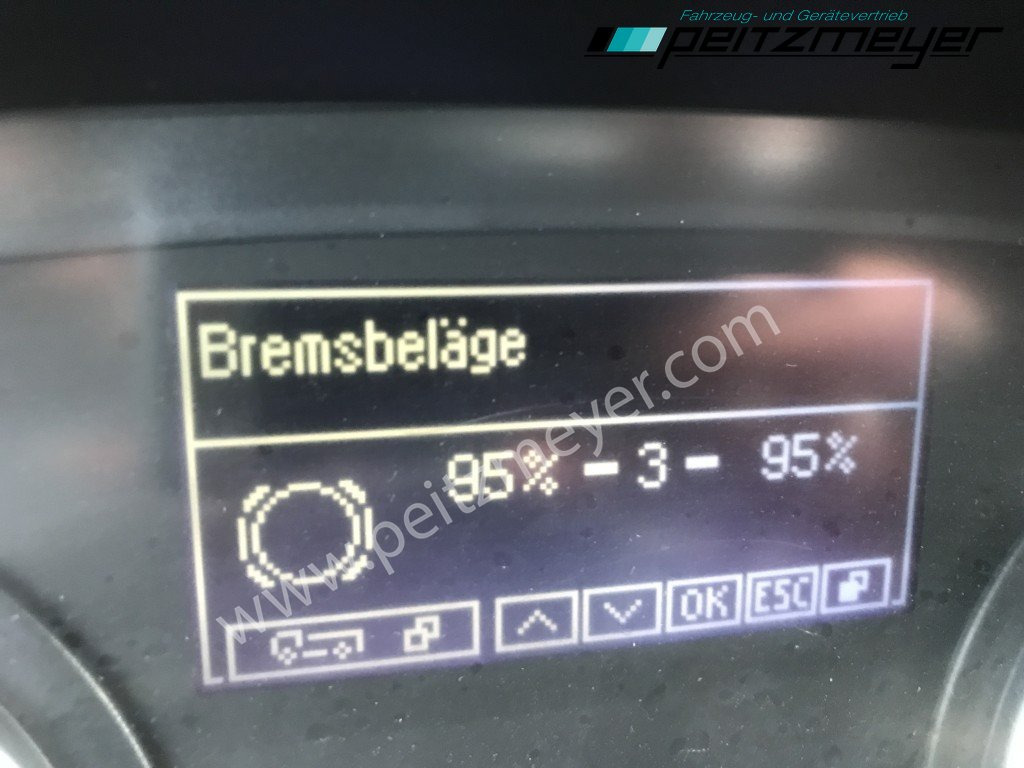 Fahrzeug- und Gerätevertrieb
peitzmeyer
Bremsbeläge
95% - 3 - 95%
www.peitzmeyer.com
OK ESC